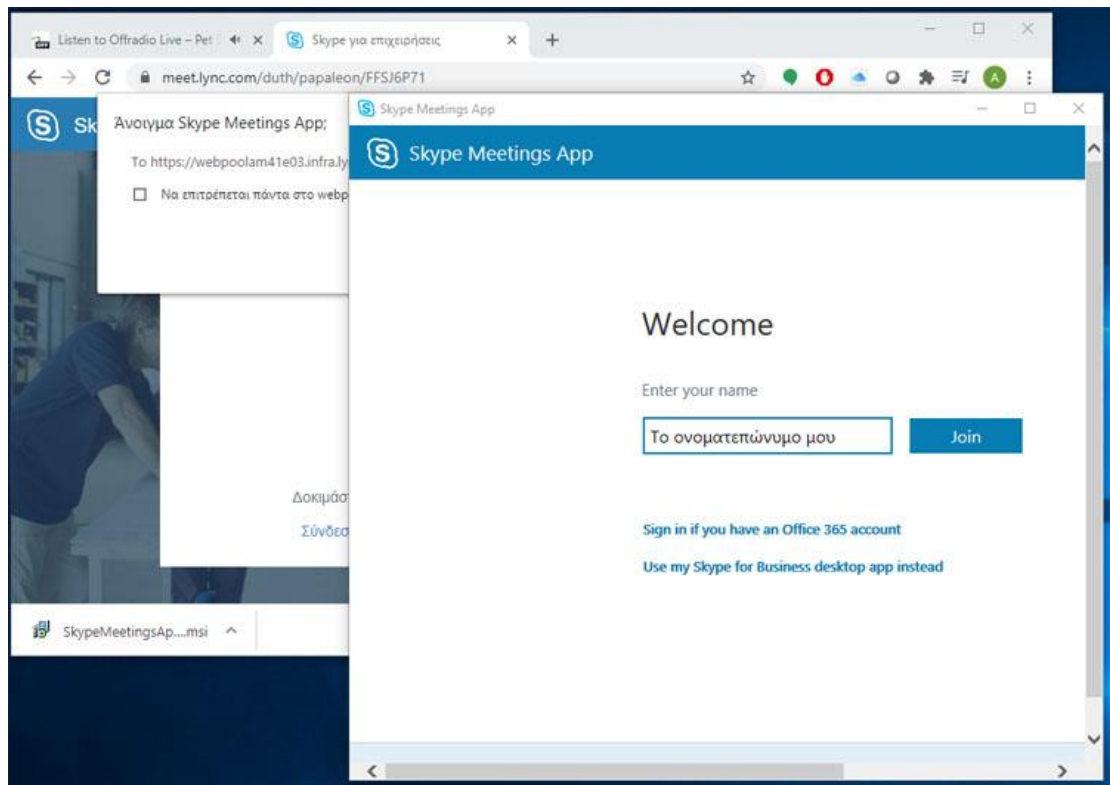 Listen to Offradio Live – Pet
Skype για επιχειρήσεις
meet.lync.com/duth/papaleon/FFSJ6P71
A
Sk
Άνοιγμα Skype Meetings App;
Το https://webpoolam41e03.infra.ly
Να επιτρέπεται πάντα στο webp
Δοκιμάσ
Σύνδεσ
SkypeMeetingsAp....msi
Skype Meetings App
Skype Meetings App
Welcome
Enter your name
Το ονοματεπώνυμο μου
Join
Sign in if you have an Office 365 account
Use my Skype for Business desktop app instead